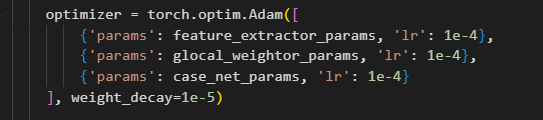 optimizer = torch.optim.Adam([
    {'params': feature_extractor_params, 'lr': 1e-4},
    {'params': glocal_weightor_params, 'lr': 1e-4},
    {'params': case_net_params, 'lr': 1e-4}
], weight_decay=1e-5)